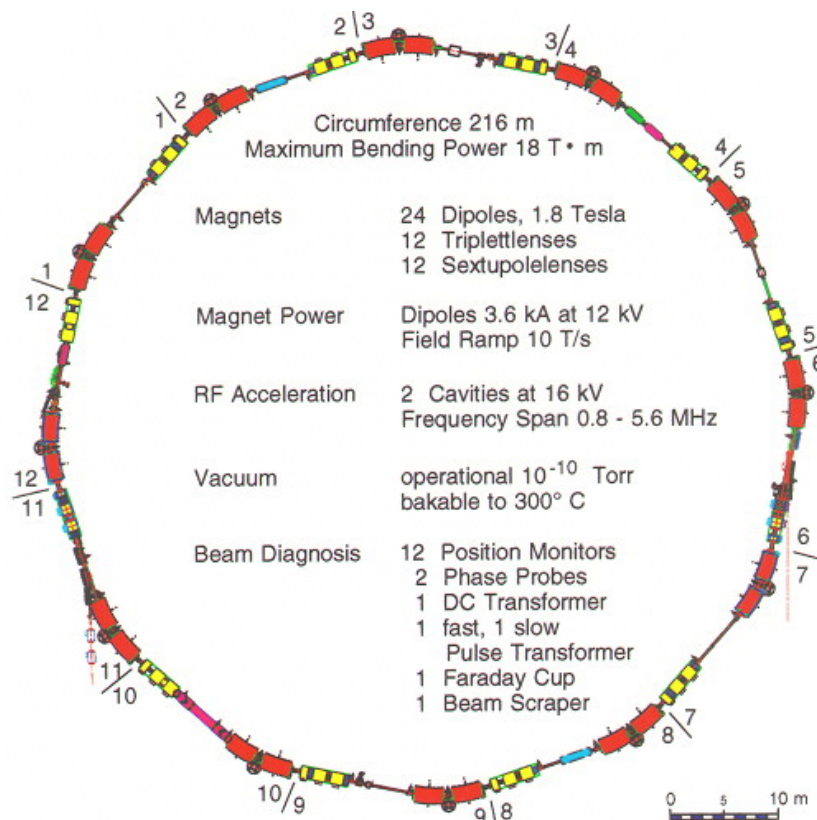 2/3
3/4
1/2
4/5
Circumference 216 m
Maximum Bending Power 18 T • m
Magnets 24 Dipoles, 1.8 Tesla
12 Triplettlenses
12 Sextupolelenses
1/12
Magnet Power Dipoles 3.6 kA at 12 kV
Field Ramp 10 T/s
5/6
RF Acceleration 2 Cavities at 16 kV
Frequency Span 0.8 - 5.6 MHz
12/11
Vacuum operational 10⁻¹⁰ Torr
bakable to 300° C
6/7
Beam Diagnosis 12 Position Monitors
2 Phase Probes
1 DC Transformer
1 fast, 1 slow
Pulse Transformer
1 Faraday Cup
1 Beam Scraper
11/10
7/8
10/9
9/8
0 5 10 m